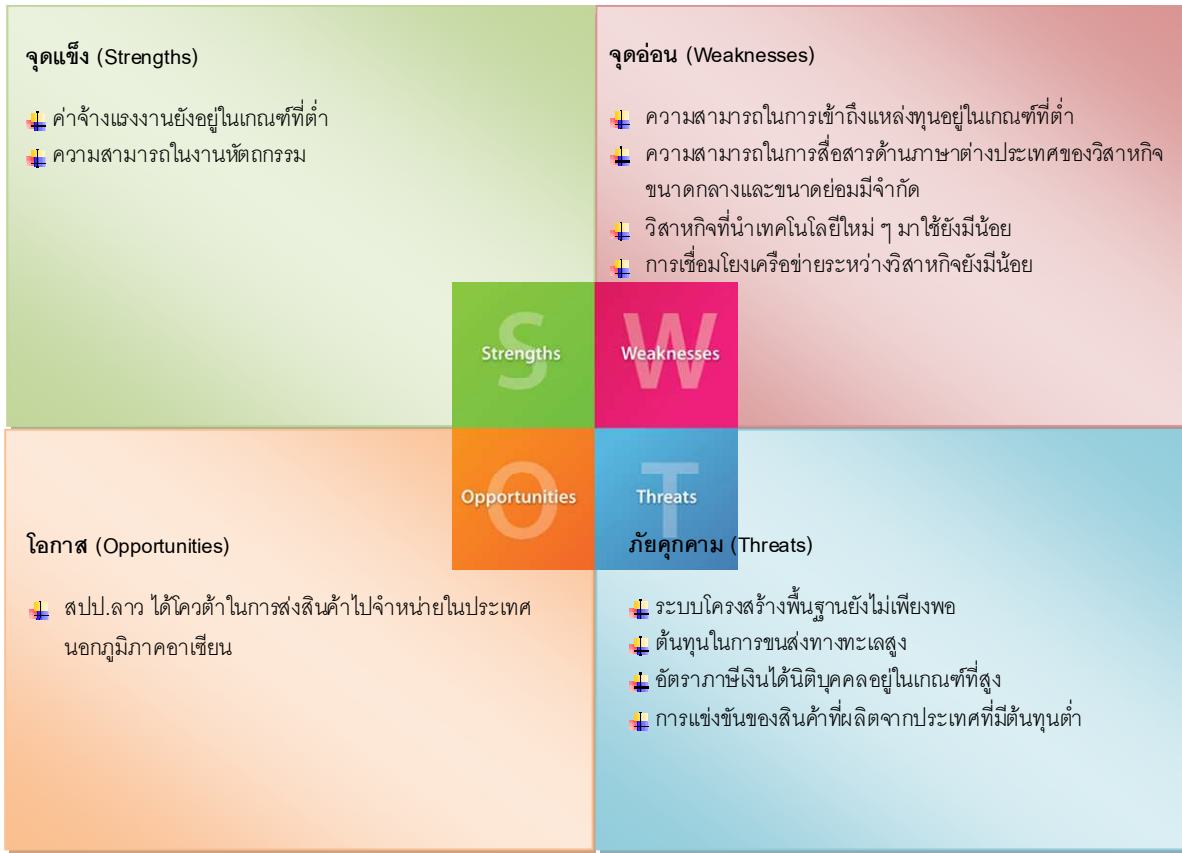 จุดแข็ง (Strengths)
ค่าจ้างแรงงานยังอยู่ในเกณฑ์ที่ต่ำ
ความสามารถในงานหัตถกรรม
จุดอ่อน (Weaknesses)
ความสามารถในการเข้าถึงแหล่งทุนอยู่ในเกณฑ์ที่ต่ำ
ความสามารถในการสื่อสารด้านภาษาต่างประเทศของวิสาหกิจ
ขนาดกลางและขนาดย่อมมีจำกัด
วิสาหกิจที่นำเทคโนโลยีใหม่ ๆ มาใช้ยังมีน้อย
การเชื่อมโยงเครือข่ายระหว่างวิสาหกิจยังมีน้อย
S
Strengths
W
Weaknesses
O
Opportunities
T
Threats
โอกาส (Opportunities)
สปป.ลาว ได้โควต้าในการส่งสินค้าไปจำหน่ายในประเทศ
นอกภูมิภาคอาเซียน
ภัยคุกคาม (Threats)
ระบบโครงสร้างพื้นฐานยังไม่เพียงพอ
ต้นทุนในการขนส่งทางทะเลสูง
อัตราภาษีเงินได้นิติบุคคลอยู่ในเกณฑ์ที่สูง
การแข่งขันของสินค้าที่ผลิตจากประเทศที่มีต้นทุนต่ำ